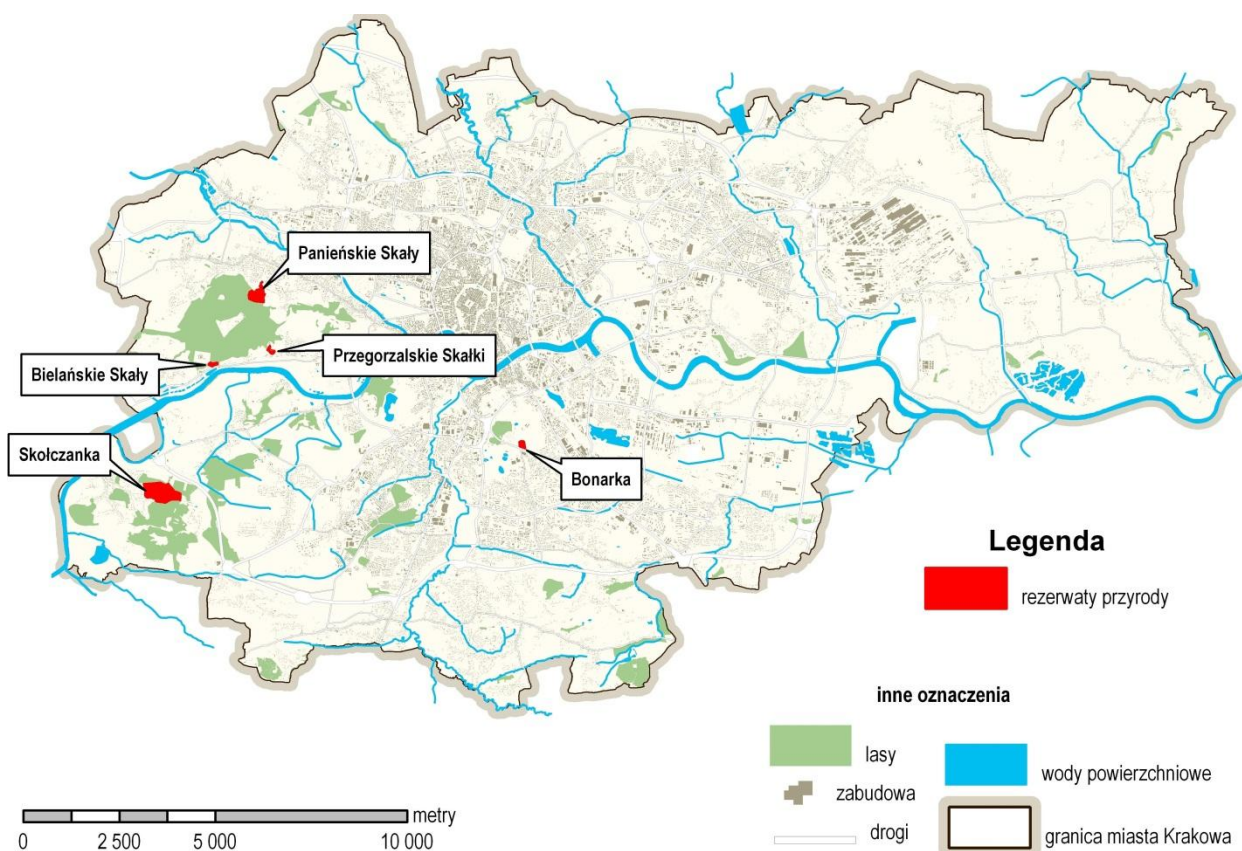 Panieńskie Skały
Przegorzalskie Skałki
Bielańskie Skały
Skołczanka
Bonarka
Legenda
rezerwaty przyrody
inne oznaczenia
lasy
wody powierzchniowe
zabudowa
drogi
granica miasta Krakowa
metry
0 2 500 5 000 10 000